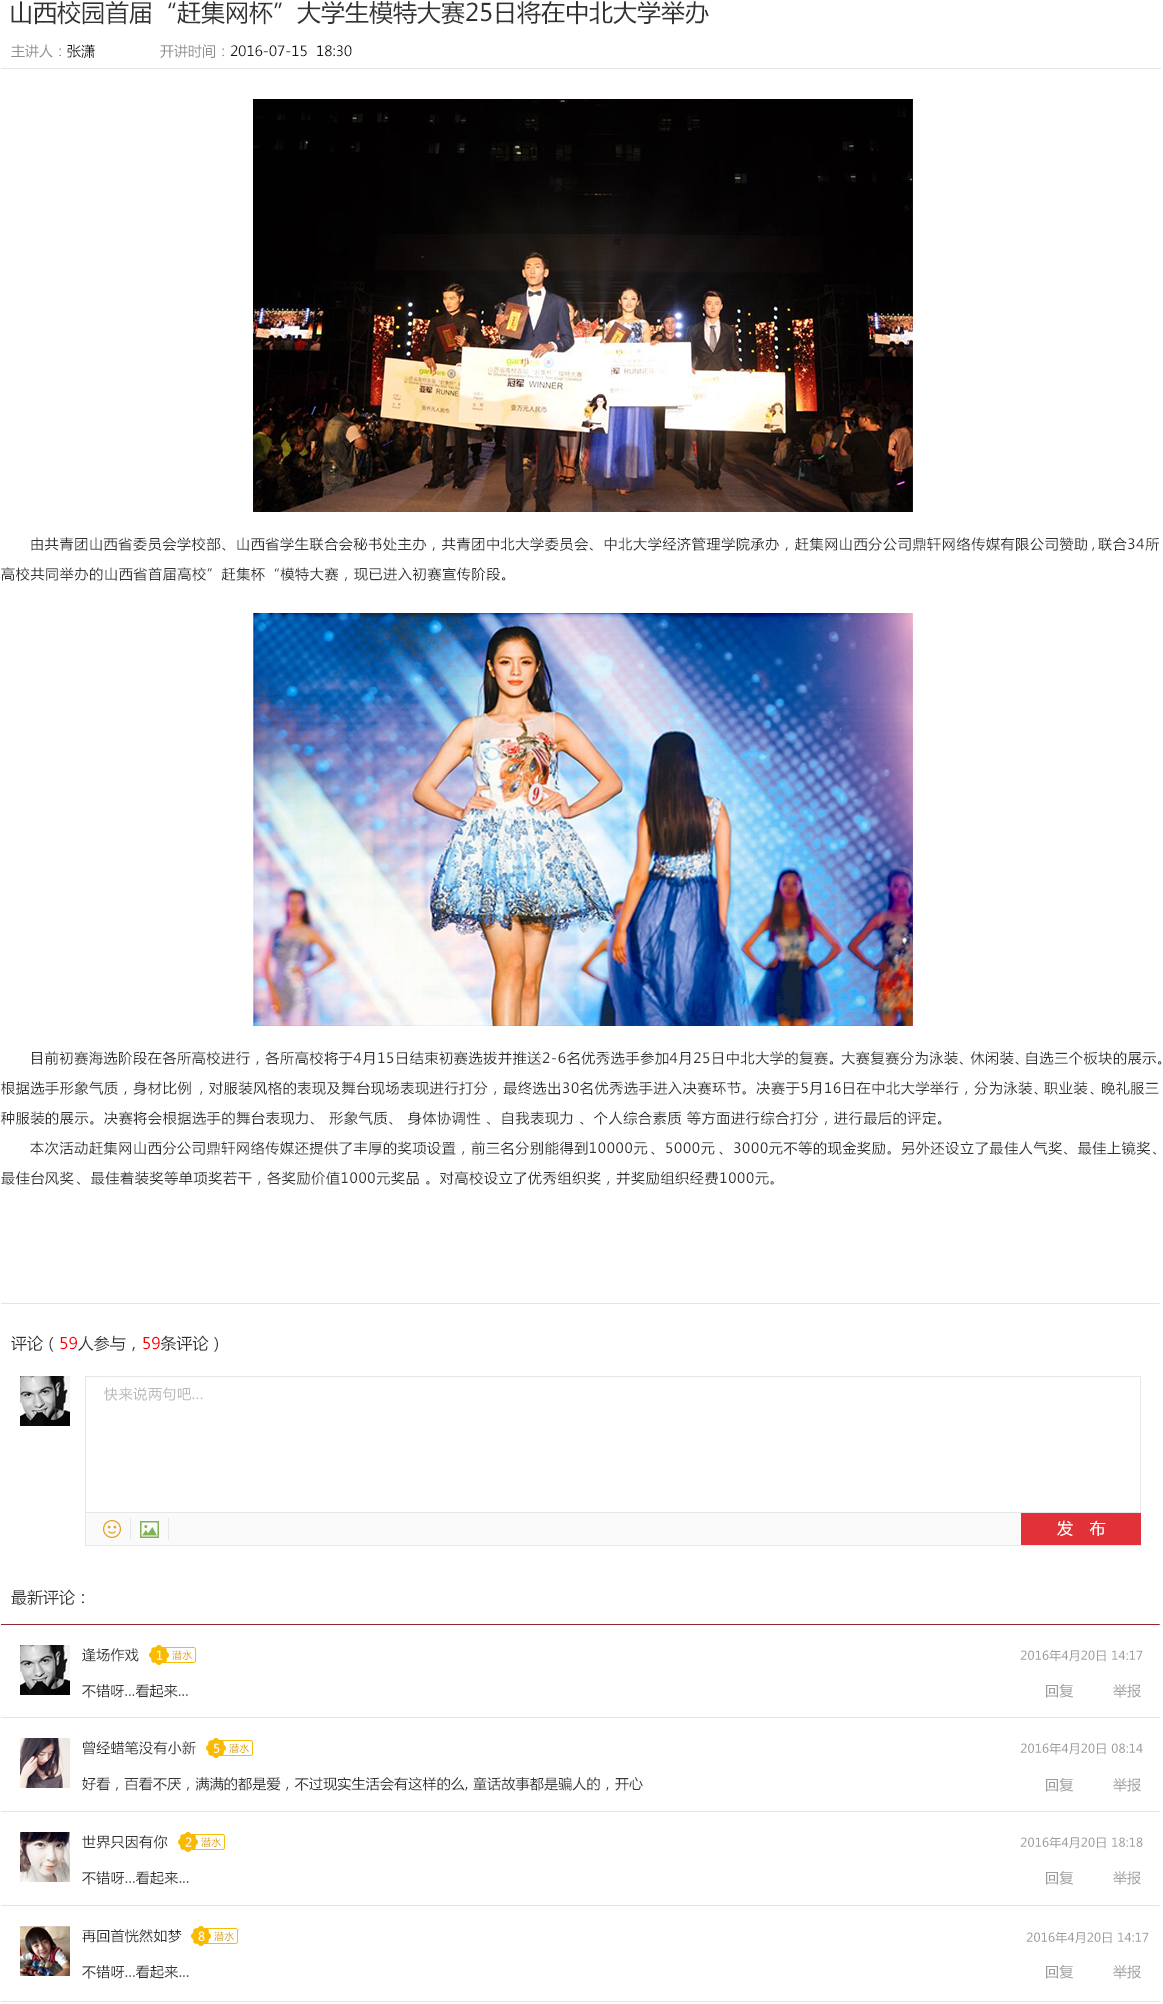 山西校园首届“赶集网杯”大学生模特大赛25日将在中北大学举办
主讲人：张潇 开讲时间：2016-07-15 18:30
冠军 WINNER
亚军 RUNNER
壹万元人民币
由共青团山西省委员会学校部、山西省学生联合会秘书处主办，共青团中北大学委员会、中北大学经济管理学院承办，赶集网山西分公司鼎轩网络传媒有限公司赞助，联合34所
高校共同举办的山西省首届高校”赶集杯“模特大赛，现已进入初赛宣传阶段。
9
目前初赛海选阶段在各所高校进行，各所高校将于4月15日结束初赛选拔并推送2-6名优秀选手参加4月25日中北大学的复赛。大赛复赛分为泳装、休闲装、自选三个板块的展示。
根据选手形象气质，身材比例 ，对服装风格的表现及舞台现场表现进行打分，最终选出30名优秀选手进入决赛环节。决赛于5月16日在中北大学举行，分为泳装、职业装、晚礼服三
种服装的展示。决赛将会根据选手的舞台表现力、 形象气质、 身体协调性 、自我表现力 、个人综合素质 等方面进行综合打分，进行最后的评定。
本次活动赶集网山西分公司鼎轩网络传媒还提供了丰厚的奖项设置，前三名分别能得到10000元、5000元、3000元不等的现金奖励。另外还设立了最佳人气奖、最佳上镜奖、
最佳台风奖、最佳着装奖等单项奖若干，各奖励价值1000元奖品 。对高校设立了优秀组织奖，并奖励组织经费1000元。
评论（59人参与，59条评论）
快来说两句吧...
发 布
最新评论：
逢场作戏 1 潜水 2016年4月20日 14:17
不错呀...看起来... 回复 举报
曾经蜡笔没有小新 5 潜水 2016年4月20日 08:14
好看，百看不厌，满满的都是爱，不过现实生活会有这样的么,童话故事都是骗人的，开心 回复 举报
世界只因有你 2 潜水 2016年4月20日 18:18
不错呀...看起来... 回复 举报
再回首恍然如梦 8 潜水 2016年4月20日 14:17
不错呀...看起来... 回复 举报